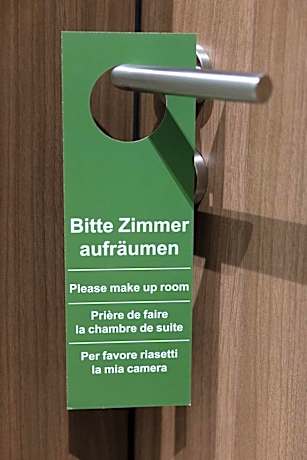 Bitte Zimmer
aufräumen
Please make up room
Prière de faire
la chambre de suite
Per favore riasetti
la mia camera